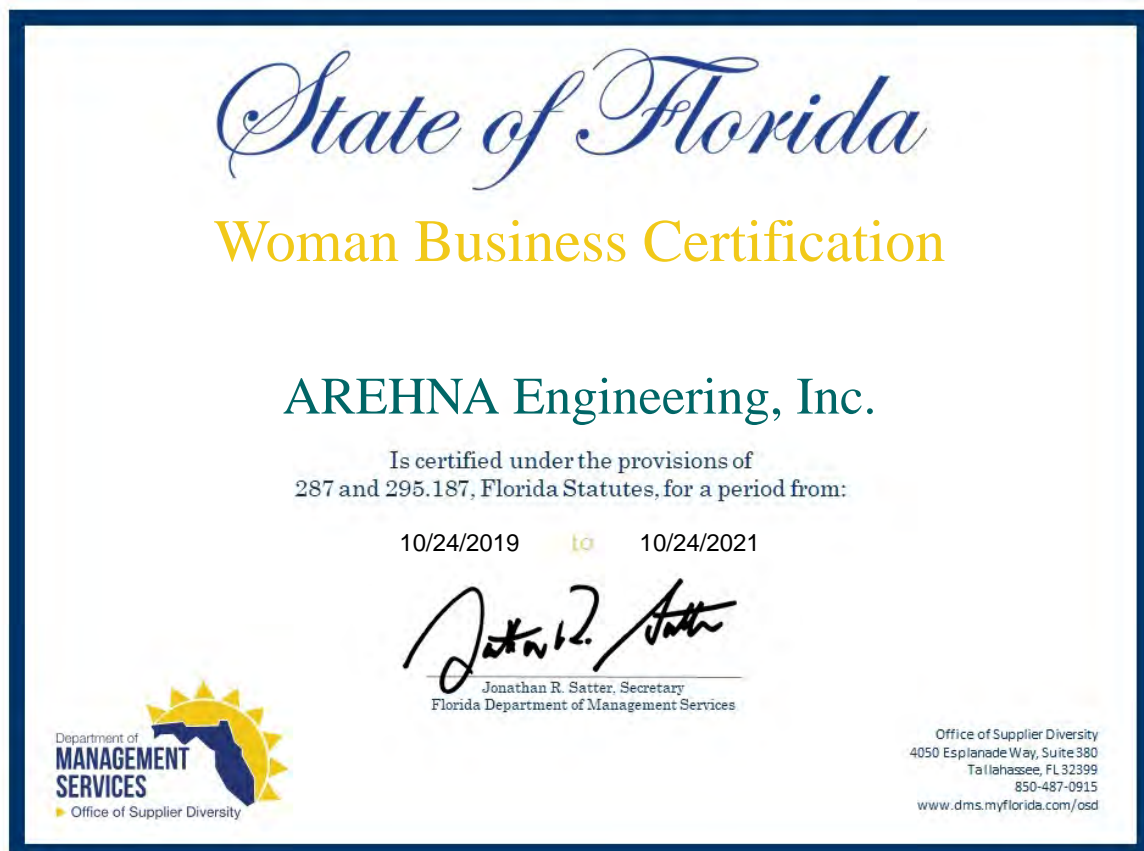 State of Florida
Woman Business Certification
AREHNA Engineering, Inc.
Is certified under the provisions of
287 and 295.187, Florida Statutes, for a period from:
10/24/2019 to 10/24/2021
Jonathan R. Satter, Secretary
Florida Department of Management Services
Department of
MANAGEMENT
SERVICES
Office of Supplier Diversity
Office of Supplier Diversity
4050 Esplanade Way, Suite 380
Tallahassee, FL 32399
850-487-0915
www.dms.myflorida.com/osd